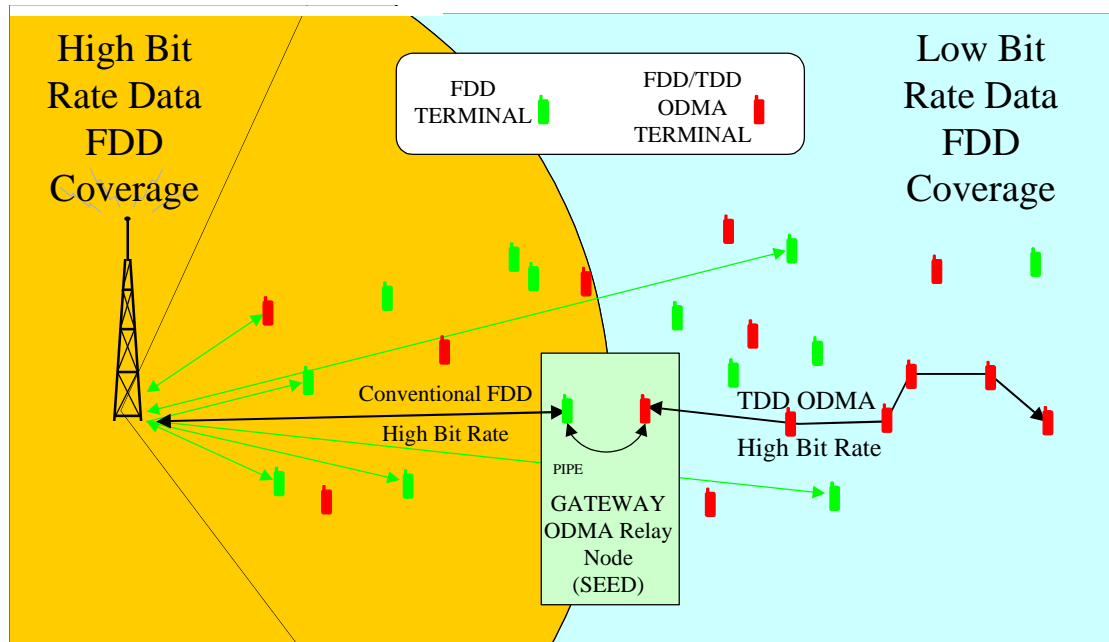 High Bit
Rate Data
FDD
Coverage
FDD
TERMINAL
FDD/TDD
ODMA
TERMINAL
Low Bit
Rate Data
FDD
Coverage
Conventional FDD
High Bit Rate
TDD ODMA
High Bit Rate
PIPE
GATEWAY
ODMA Relay
Node
(SEED)